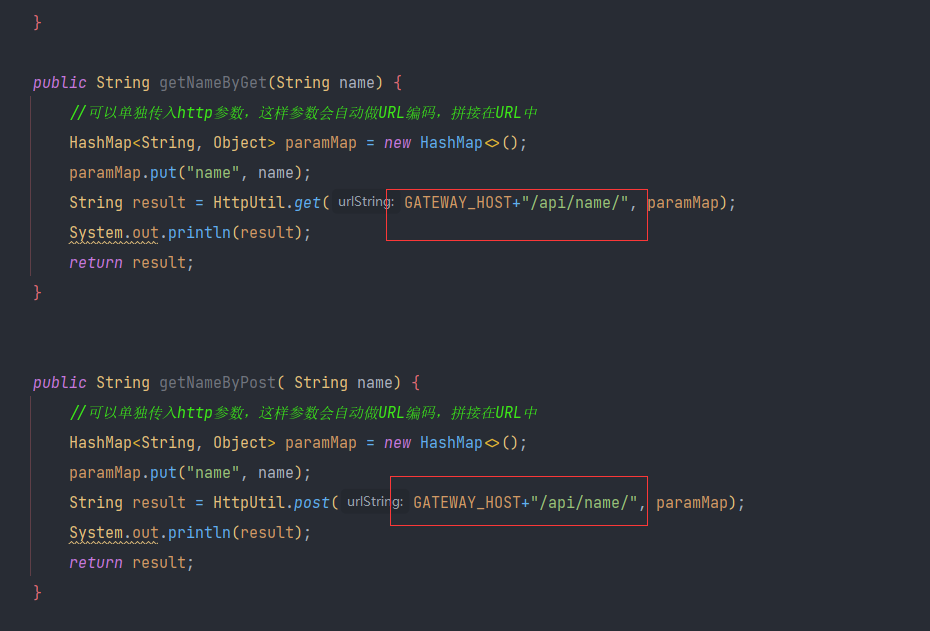 }
public String getNameByGet(String name) {
//可以单独传入http参数，这样参数会自动做URL编码，拼接在URL中
HashMap<String, Object> paramMap = new HashMap<>();
paramMap.put("name", name);
String result = HttpUtil.get( urlString: GATEWAY_HOST+"/api/name/", paramMap);
System.out.println(result);
return result;
}
public String getNameByPost( String name) {
//可以单独传入http参数，这样参数会自动做URL编码，拼接在URL中
HashMap<String, Object> paramMap = new HashMap<>();
paramMap.put("name", name);
String result = HttpUtil.post( urlString: GATEWAY_HOST+"/api/name/", paramMap);
System.out.println(result);
return result;
}